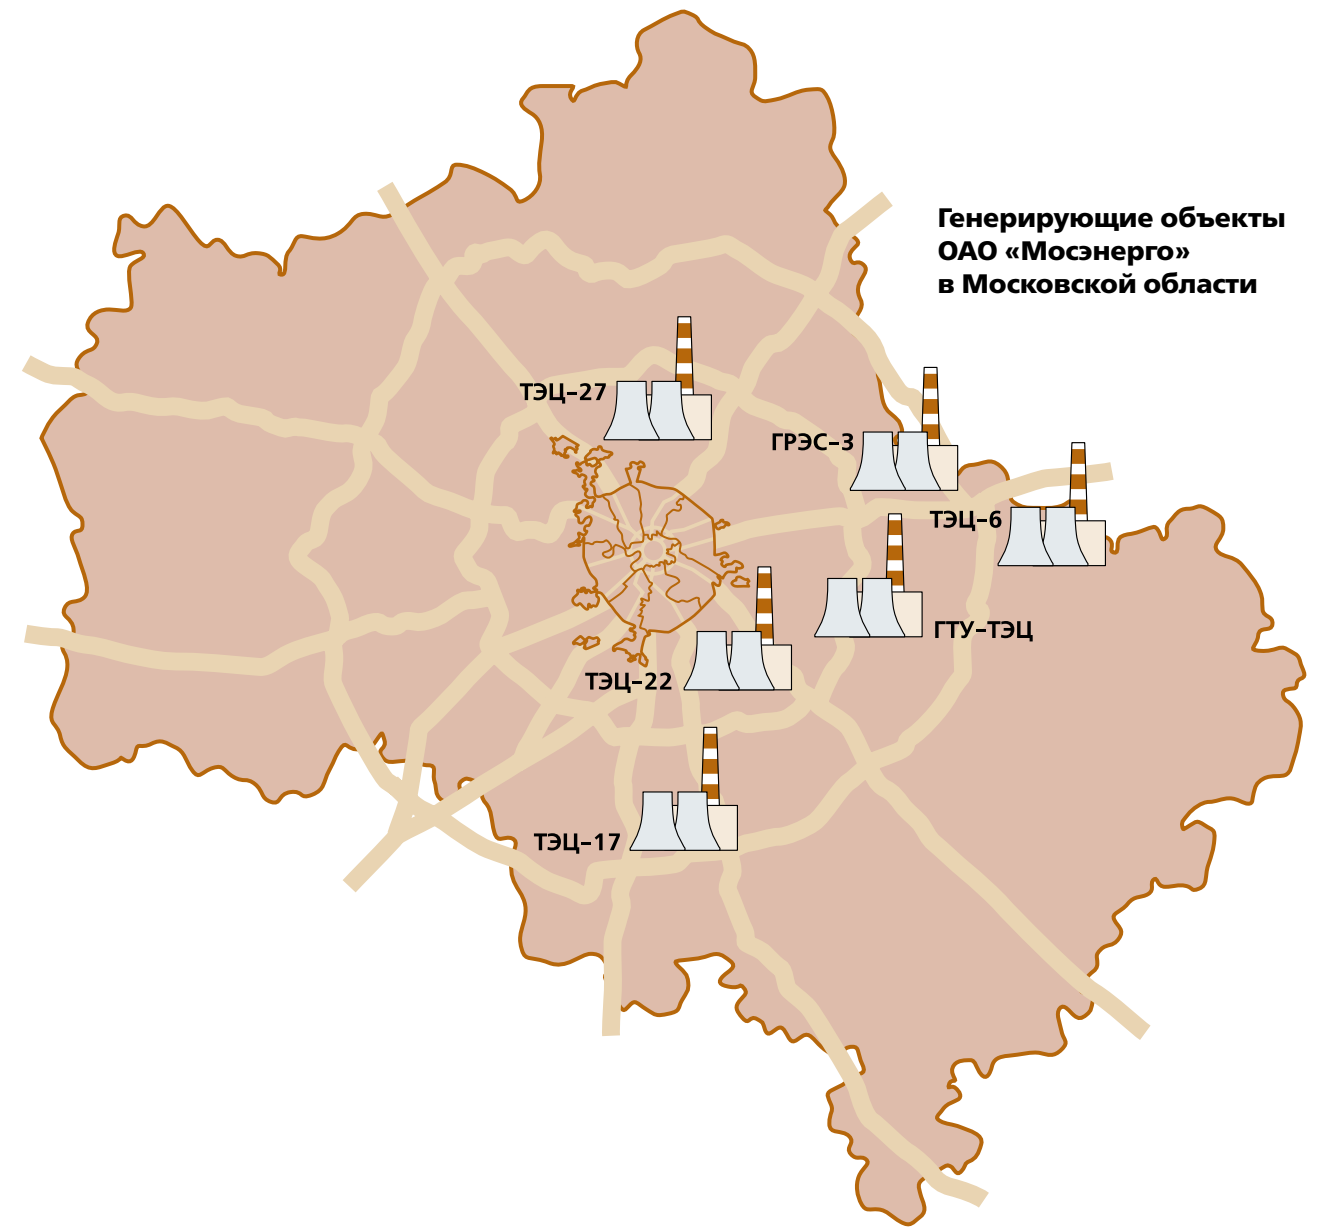 Генерирующие объекты
ОАО «Мосэнерго»
в Московской области
ТЭЦ–27
ГРЭС–3
ТЭЦ–6
ГТУ–ТЭЦ
ТЭЦ–22
ТЭЦ–17